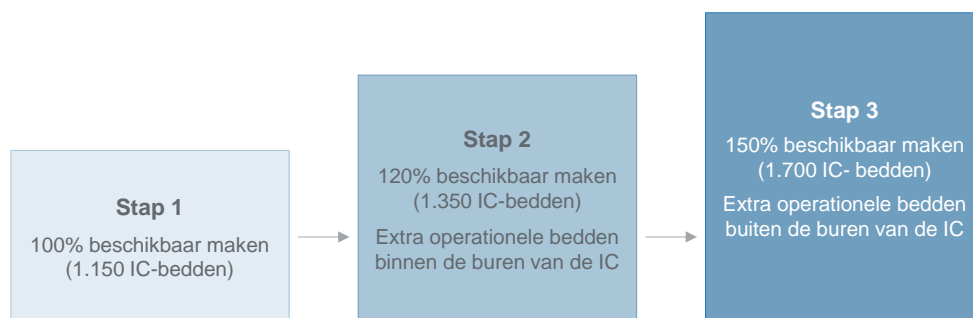 Stap 1
100% beschikbaar maken
(1.150 IC-bedden)
Stap 2
120% beschikbaar maken
(1.350 IC-bedden)
Extra operationele bedden
binnen de buren van de IC
Stap 3
150% beschikbaar maken
(1.700 IC- bedden)
Extra operationele bedden
buiten de buren van de IC